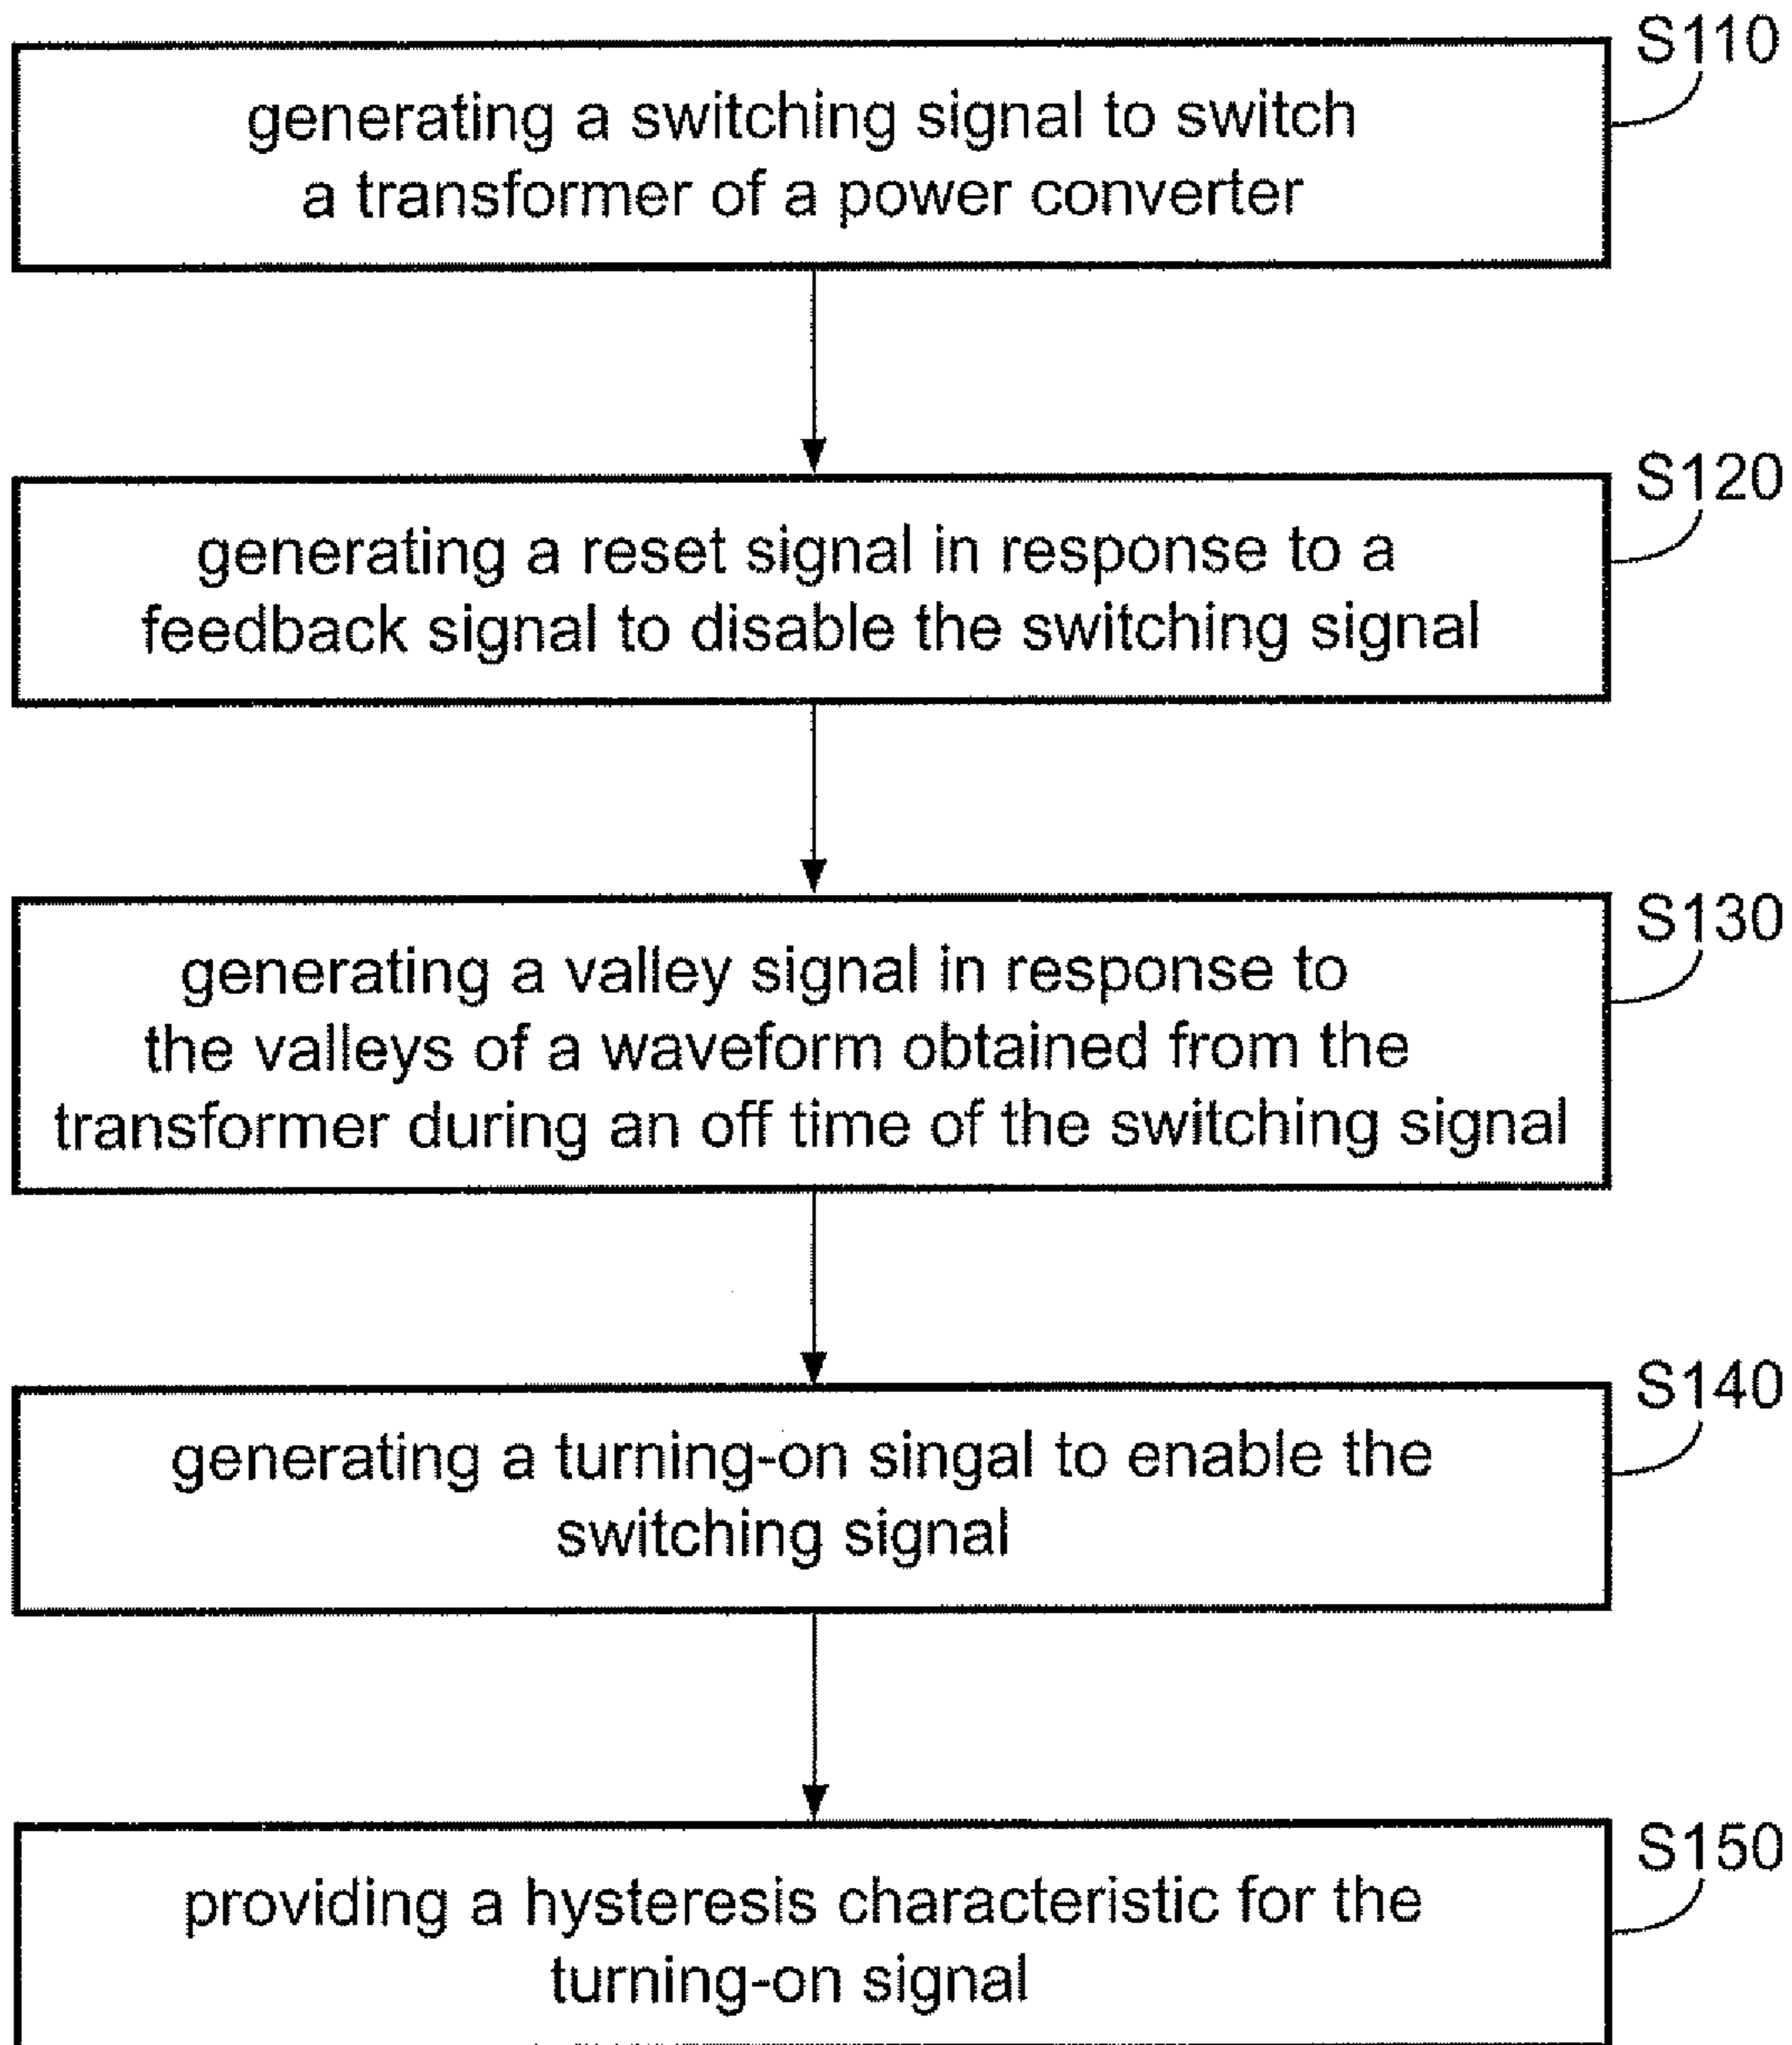 S110
generating a switching signal to switch
a transformer of a power converter
S120
generating a reset signal in response to a
feedback signal to disable the switching signal
S130
generating a valley signal in response to
the valleys of a waveform obtained from the
transformer during an off time of the switching signal
S140
generating a turning-on singal to enable the
switching signal
S150
providing a hysteresis characteristic for the
turning-on signal